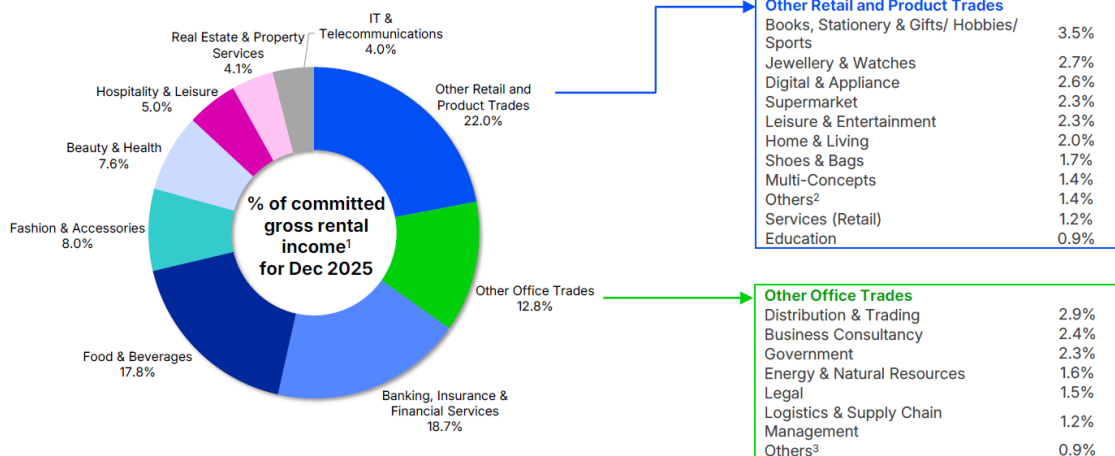 IT &
Telecommunications
4.0%
Real Estate & Property
Services
4.1%
Hospitality & Leisure
5.0%
Beauty & Health
7.6%
Fashion & Accessories
8.0%
Food & Beverages
17.8%
Banking, Insurance &
Financial Services
18.7%
Other Office Trades
12.8%
Other Retail and
Product Trades
22.0%
% of committed
gross rental
income¹
for Dec 2025
Other Retail and Product Trades
Books, Stationery & Gifts/ Hobbies/
Sports
3.5%
Jewellery & Watches 2.7%
Digital & Appliance 2.6%
Supermarket 2.3%
Leisure & Entertainment 2.3%
Home & Living 2.0%
Shoes & Bags 1.7%
Multi-Concepts 1.4%
Others² 1.4%
Services (Retail) 1.2%
Education 0.9%
Other Office Trades
Distribution & Trading 2.9%
Business Consultancy 2.4%
Government 2.3%
Energy & Natural Resources 1.6%
Legal 1.5%
Logistics & Supply Chain
Management
1.2%
Others³ 0.9%